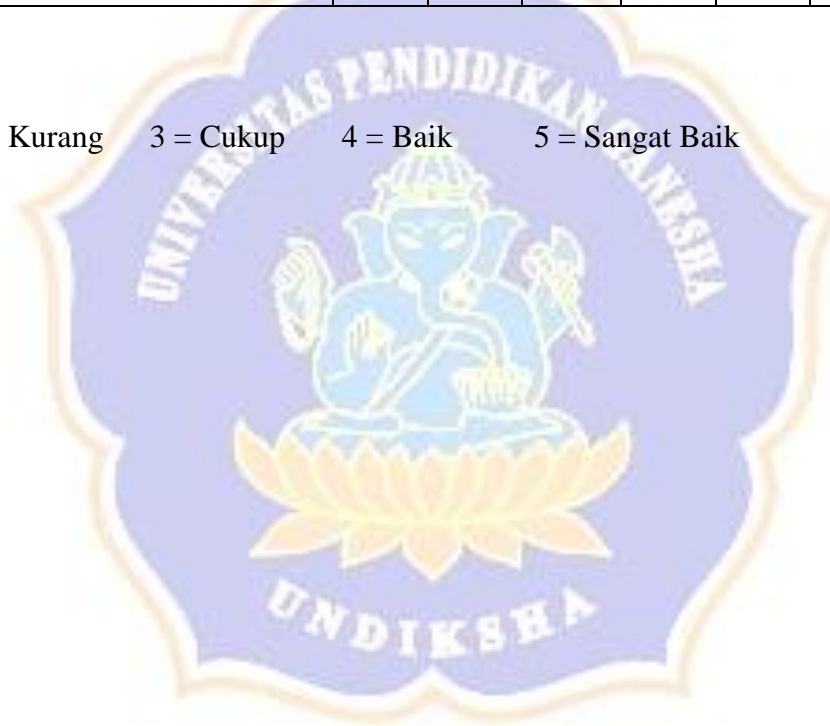 UNIVERSITAS PENDIDIKAN GANESHA
Kurang 3 = Cukup 4 = Baik 5 = Sangat Baik
UNDIKSHA